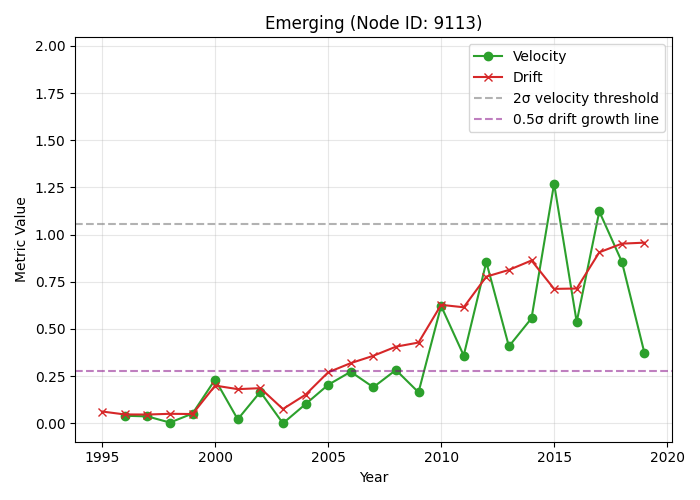 Emerging (Node ID: 9113)
Velocity
Drift
2σ velocity threshold
0.5σ drift growth line
Metric Value
2.00
1.75
1.50
1.25
1.00
0.75
0.50
0.25
0.00
1995 2000 2005 2010 2015 2020
Year